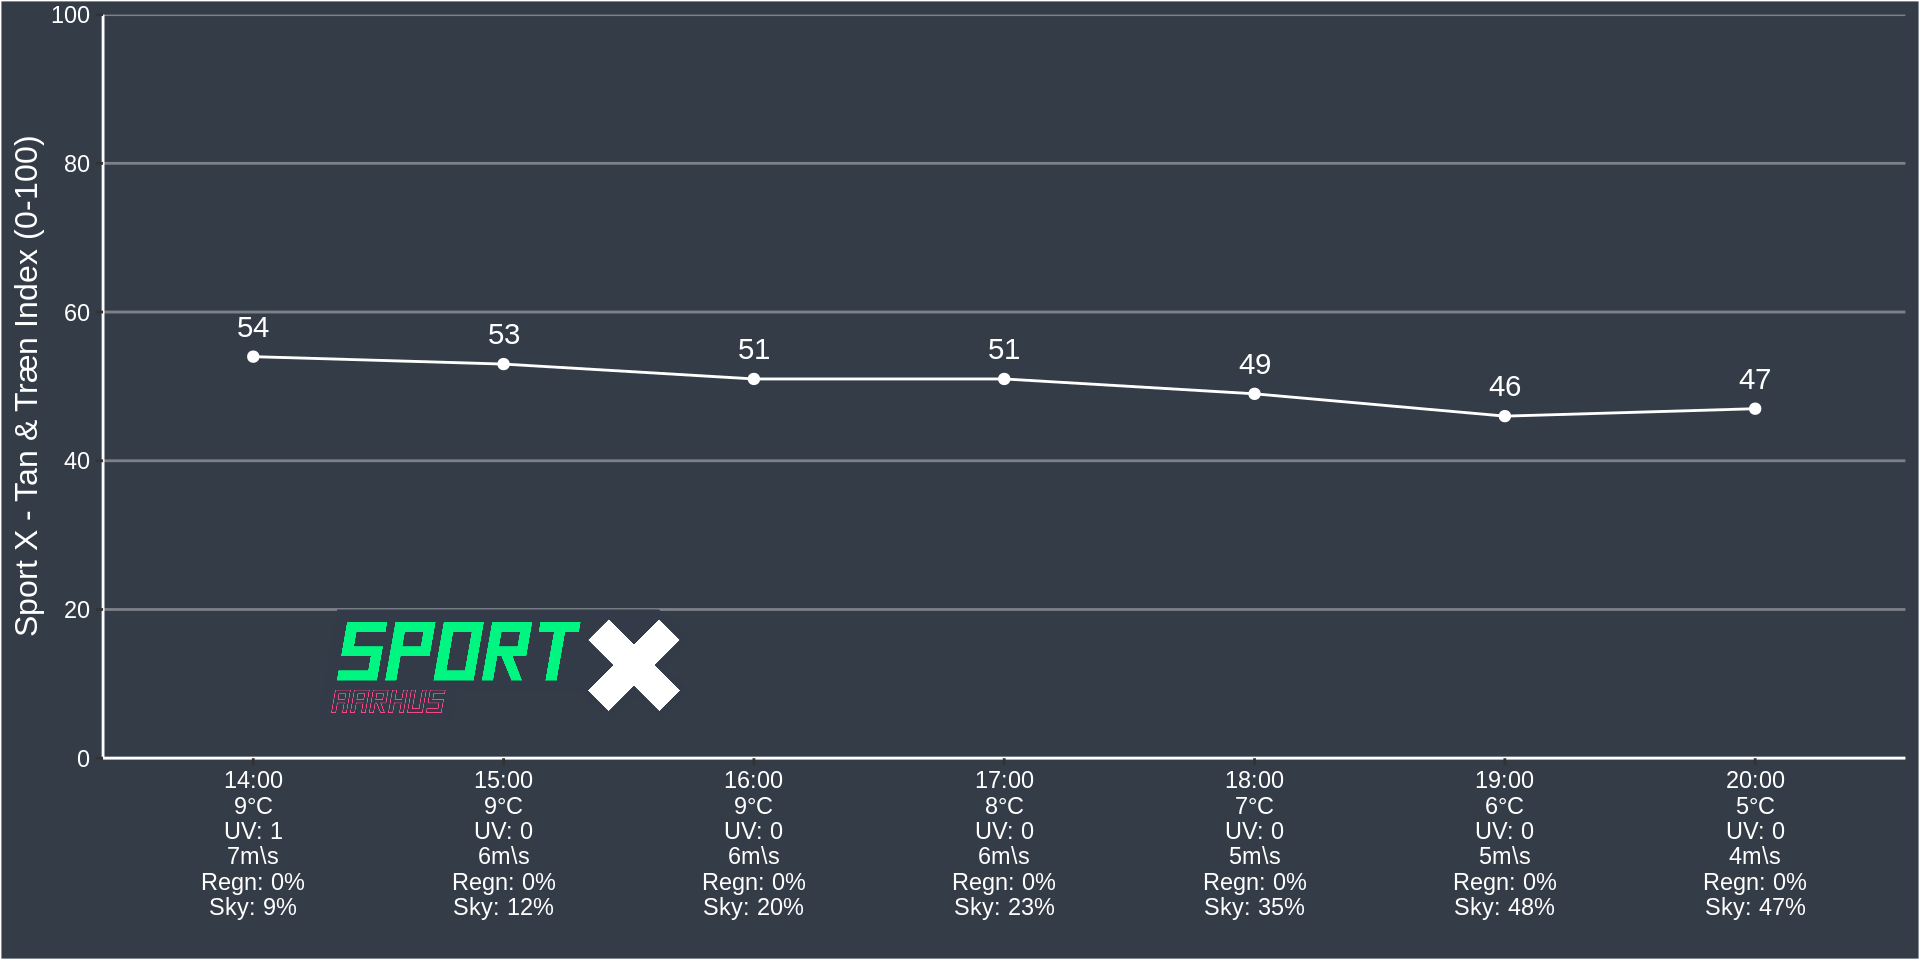 Sport X - Tan & Træn Index (0-100)
100
80
60
40
20
0
54
53
51
51
49
46
47
SPORT X
AARHUS
14:00
9°C
UV: 1
7m\s
Regn: 0%
Sky: 9%
15:00
9°C
UV: 0
6m\s
Regn: 0%
Sky: 12%
16:00
9°C
UV: 0
6m\s
Regn: 0%
Sky: 20%
17:00
8°C
UV: 0
6m\s
Regn: 0%
Sky: 23%
18:00
7°C
UV: 0
5m\s
Regn: 0%
Sky: 35%
19:00
6°C
UV: 0
5m\s
Regn: 0%
Sky: 48%
20:00
5°C
UV: 0
4m\s
Regn: 0%
Sky: 47%